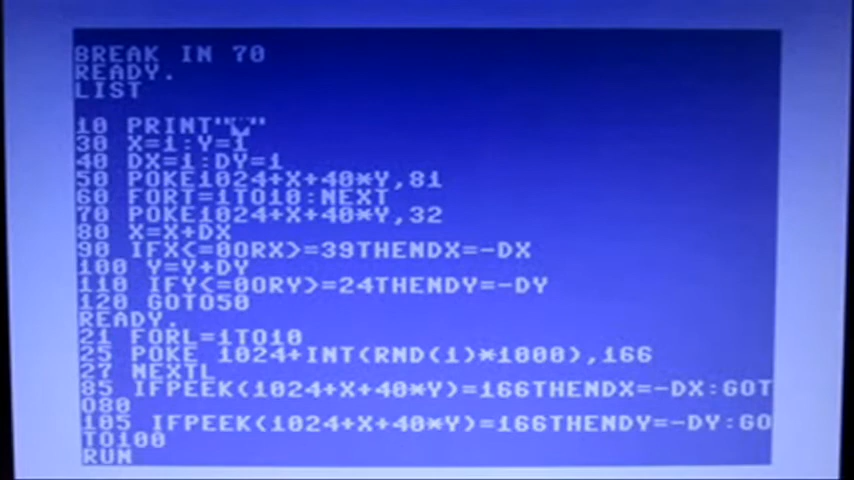 BREAK IN 70
READY.
LIST
10 PRINT"♥"
30 X=1:Y=1
40 DX=1:DY=1
50 POKE1024+X+40*Y,81
60 FORT=1TO10:NEXT
70 POKE1024+X+40*Y,32
80 X=X+DX
90 IFX<=0ORX>=39THENDX=-DX
100 Y=Y+DY
110 IFY<=0ORY>=24THENDY=-DY
120 GOTO50
READY.
21 FORL=1TO10
25 POKE 1024+INT(RND(1)*1000),166
27 NEXTL
85 IFPEEK(1024+X+40*Y)=166THENDX=-DX:GOT
O80
105 IFPEEK(1024+X+40*Y)=166THENDY=-DY:GO
TO100
RUN